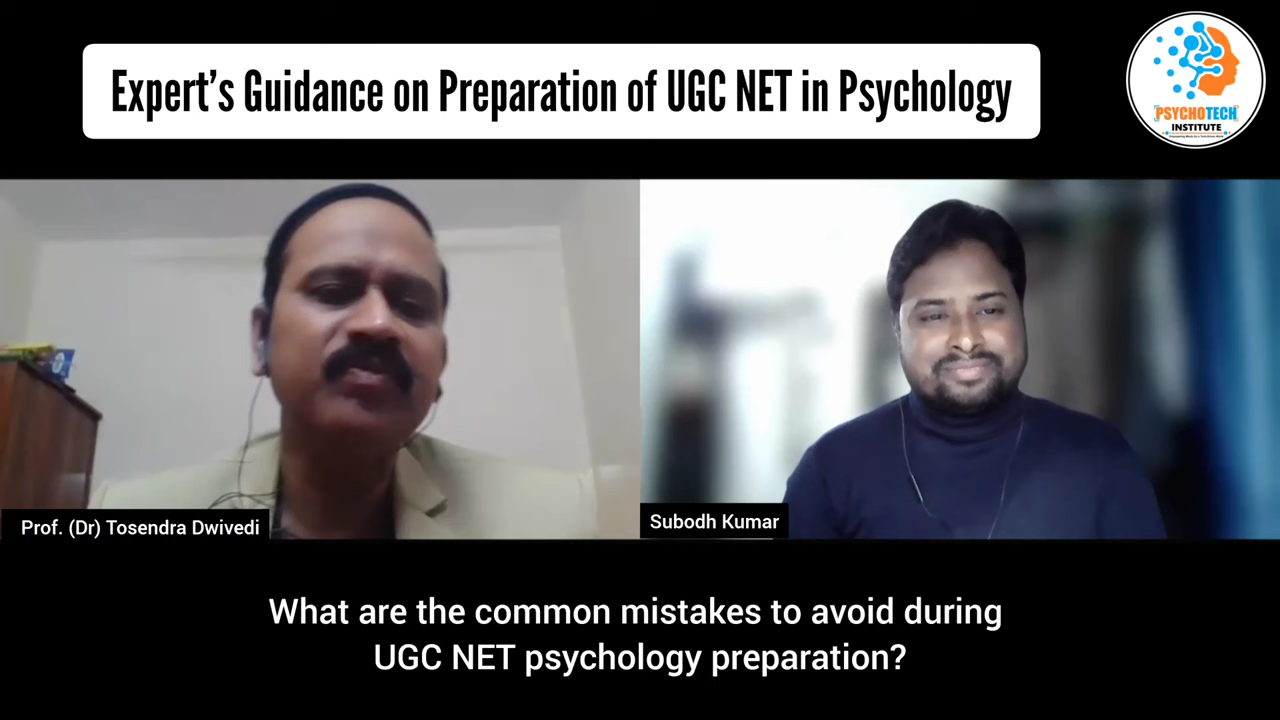 Expert’s Guidance on Preparation of UGC NET in Psychology
PSYCHOTECH
INSTITUTE
Prof. (Dr) Tosendra Dwivedi
Subodh Kumar
What are the common mistakes to avoid during
UGC NET psychology preparation?